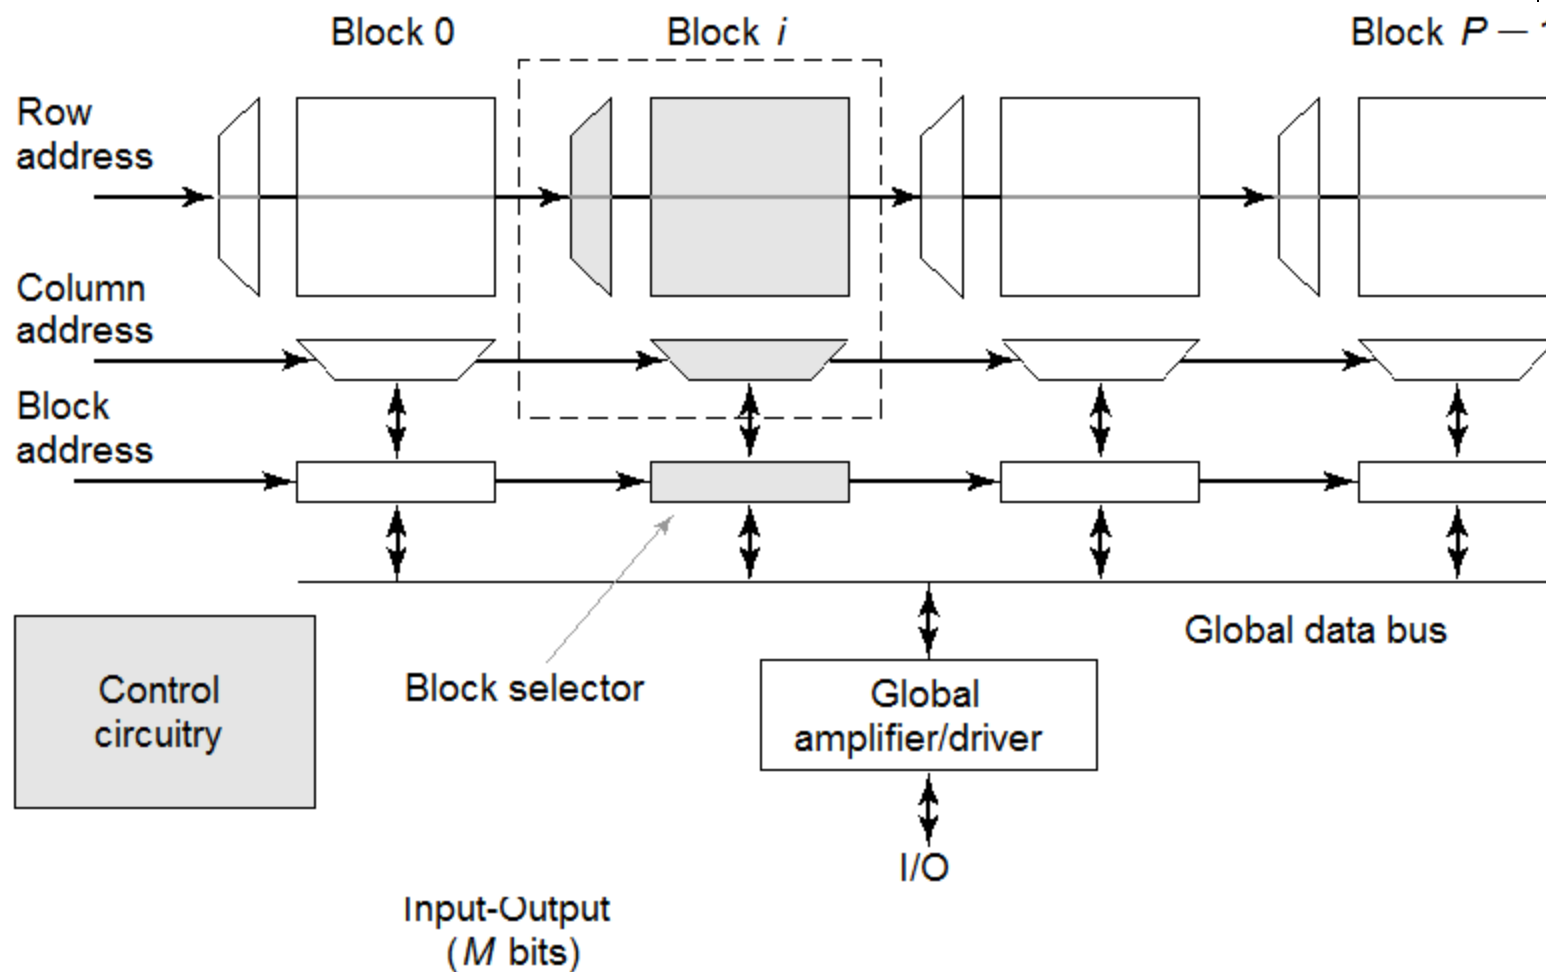 Block 0
Block i
Block P –
Row
address
Column
address
Block
address
Global data bus
Control
circuitry
Block selector
Global
amplifier/driver
I/O
Input-Output
(M bits)